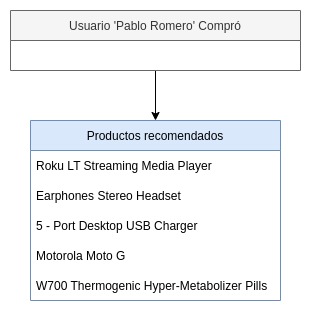 Usuario 'Pablo Romero' Compró
Productos recomendados
Roku LT Streaming Media Player
Earphones Stereo Headset
5 - Port Desktop USB Charger
Motorola Moto G
W700 Thermogenic Hyper-Metabolizer Pills